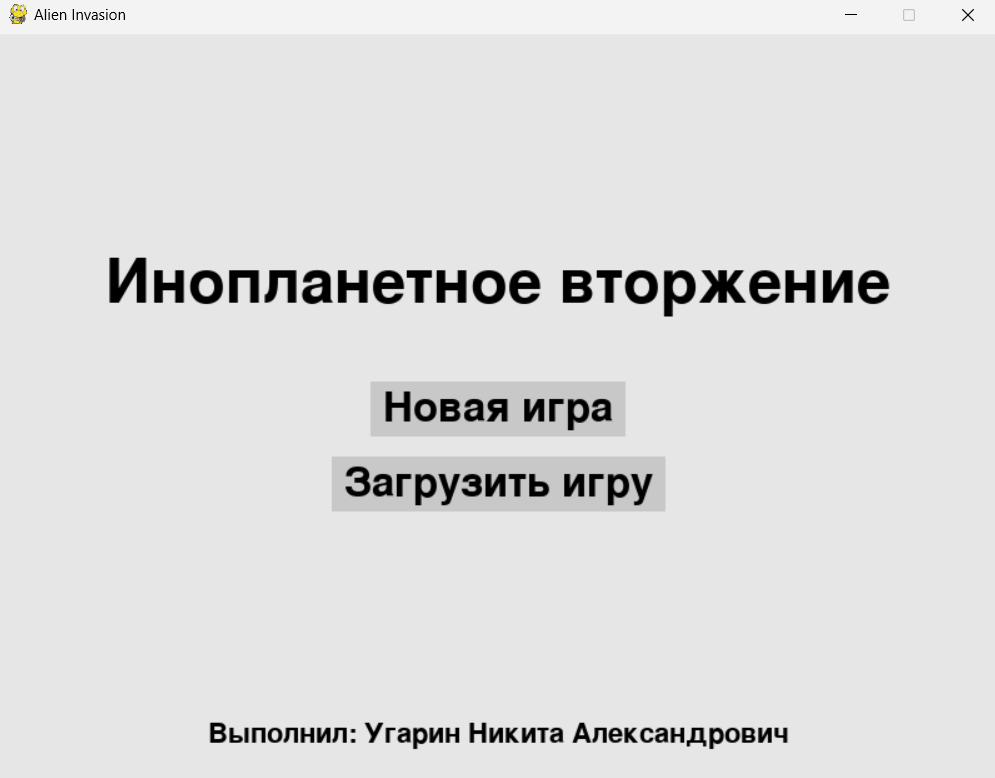 Alien Invasion
Инопланетное вторжение
Новая игра
Загрузить игру
Выполнил: Угарин Никита Александрович